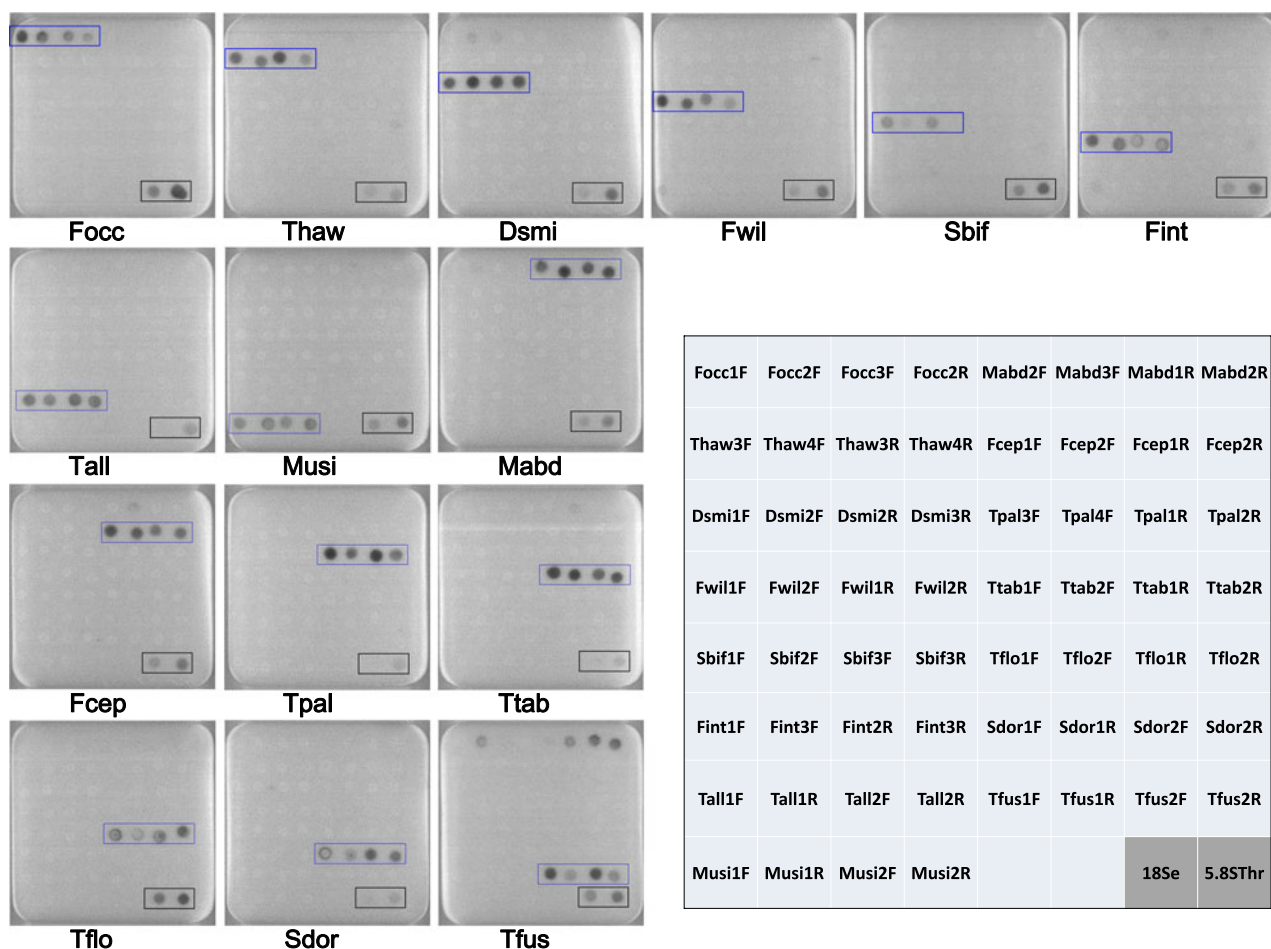 Focc Thaw Dsmi Fwil Sbif Fint
Tall Musi Mabd
Fcep Tpal Ttab
Tflo Sdor Tfus
Focc1F Focc2F Focc3F Focc2R Mabd2F Mabd3F Mabd1R Mabd2R
Thaw3F Thaw4F Thaw3R Thaw4R Fcep1F Fcep2F Fcep1R Fcep2R
Dsmi1F Dsmi2F Dsmi2R Dsmi3R Tpal3F Tpal4F Tpal1R Tpal2R
Fwil1F Fwil2F Fwil1R Fwil2R Ttab1F Ttab2F Ttab1R Ttab2R
Sbif1F Sbif2F Sbif3F Sbif3R Tflo1F Tflo2F Tflo1R Tflo2R
Fint1F Fint3F Fint2R Fint3R Sdor1F Sdor1R Sdor2F Sdor2R
Tall1F Tall1R Tall2F Tall2R Tfus1F Tfus1R Tfus2F Tfus2R
Musi1F Musi1R Musi2F Musi2R 18Se 5.8SThr